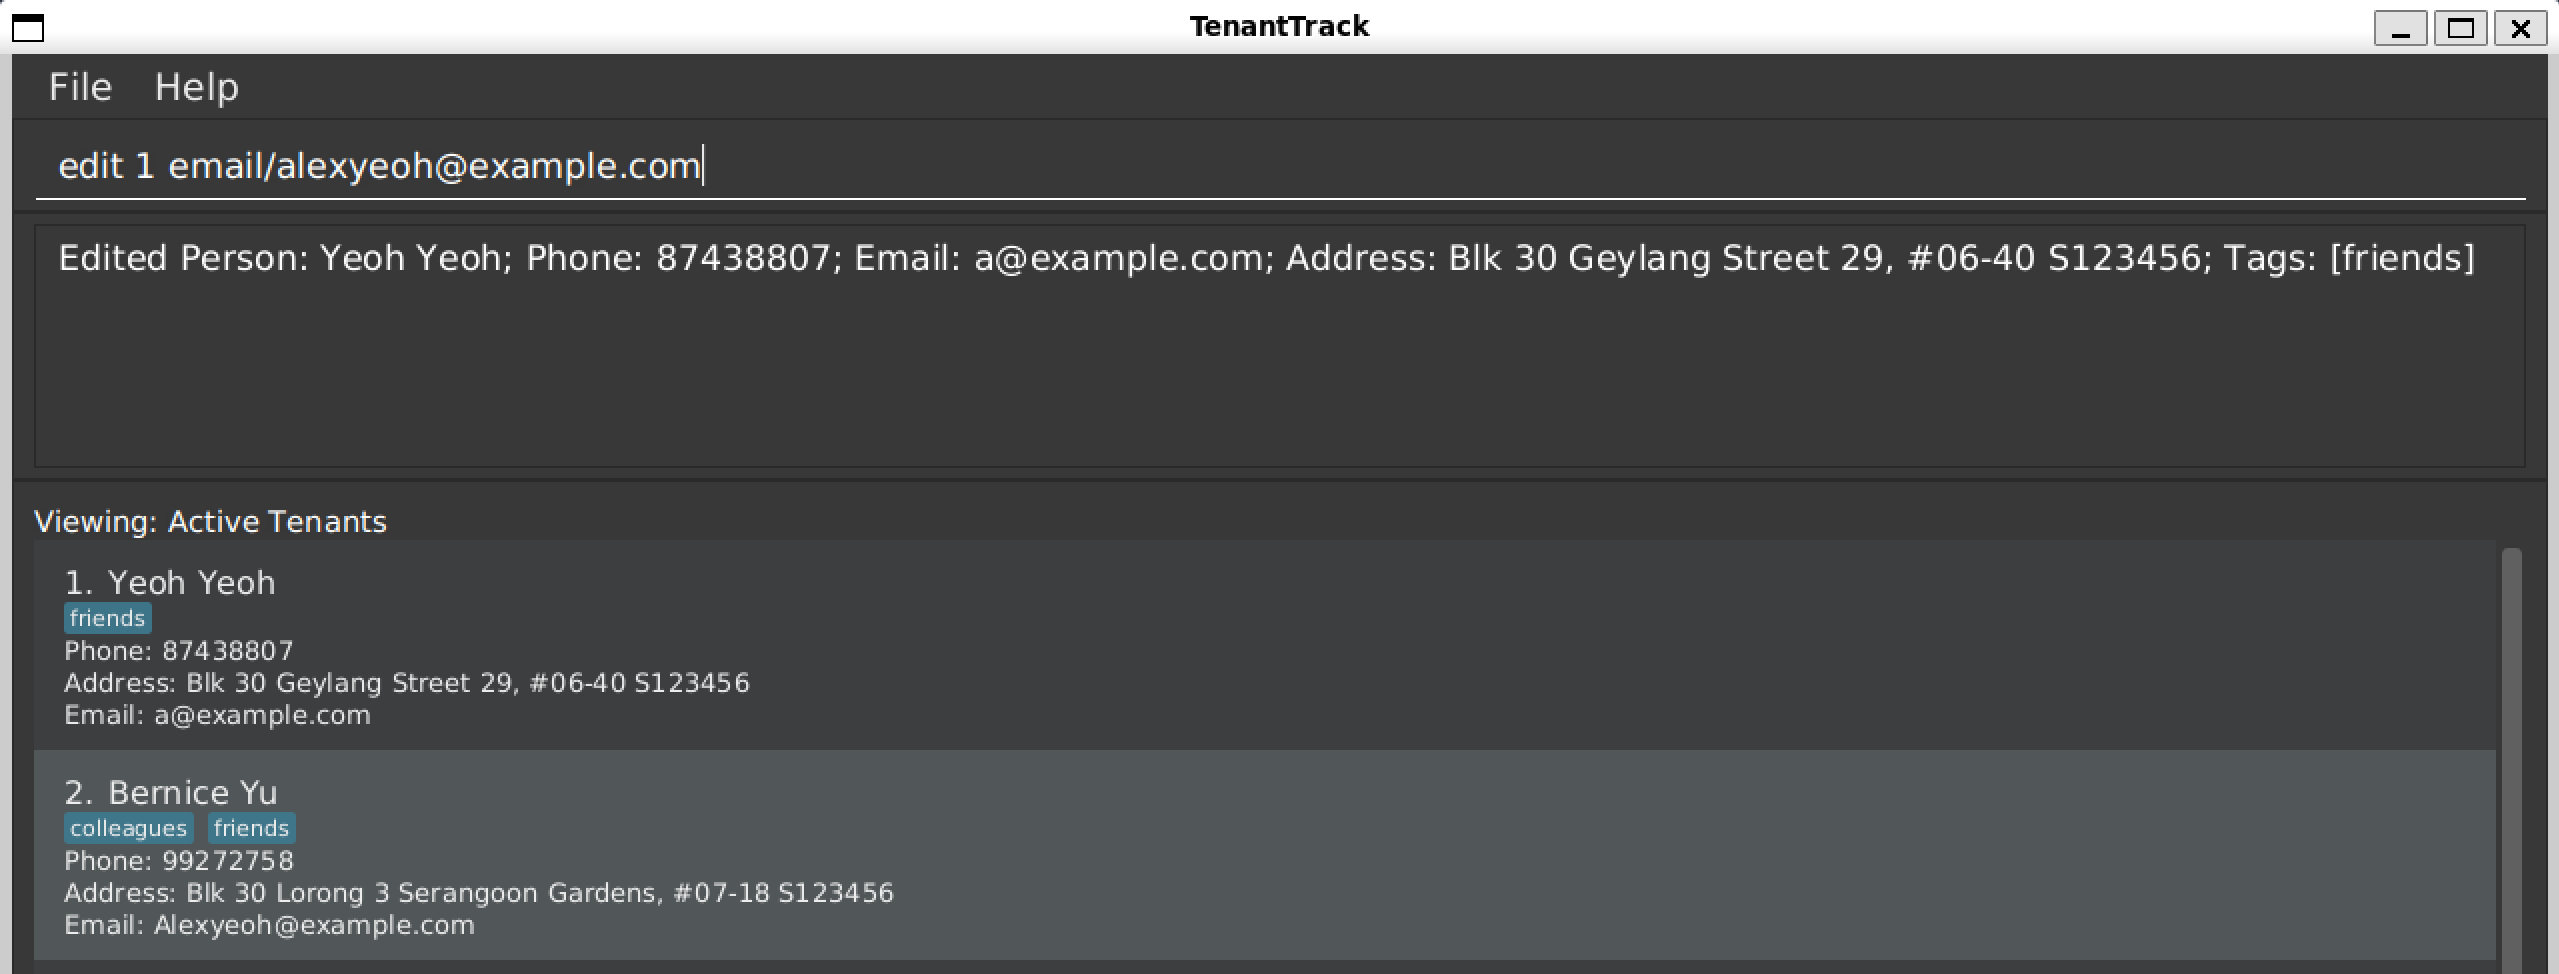 TenantTrack
File Help
edit 1 email/alexyeoh@example.com
Edited Person: Yeoh Yeoh; Phone: 87438807; Email: a@example.com; Address: Blk 30 Geylang Street 29, #06-40 S123456; Tags: [friends]
Viewing: Active Tenants
1. Yeoh Yeoh
friends
Phone: 87438807
Address: Blk 30 Geylang Street 29, #06-40 S123456
Email: a@example.com
2. Bernice Yu
colleagues friends
Phone: 99272758
Address: Blk 30 Lorong 3 Serangoon Gardens, #07-18 S123456
Email: Alexyeoh@example.com